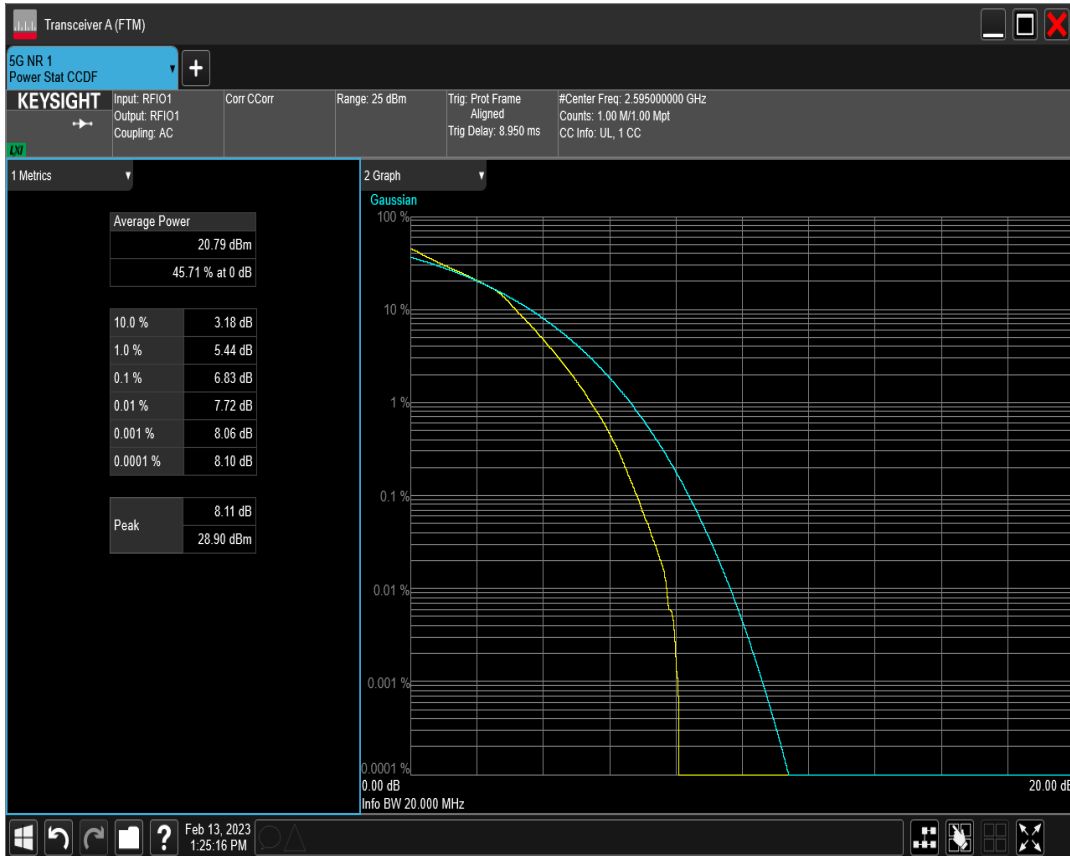 Transceiver A (FTM)
5G NR 1
Power Stat CCDF
KEYSIGHT
LXI
Input: RFIO1
Output: RFIO1
Coupling: AC
Corr CCorr
Range: 25 dBm
Trig: Prot Frame
Aligned
Trig Delay: 8.950 ms
#Center Freq: 2.595000000 GHz
Counts: 1.00 M/1.00 Mpt
CC Info: UL, 1 CC
1 Metrics
Average Power
20.79 dBm
45.71 % at 0 dB
10.0 % 3.18 dB
1.0 % 5.44 dB
0.1 % 6.83 dB
0.01 % 7.72 dB
0.001 % 8.06 dB
0.0001 % 8.10 dB
Peak 8.11 dB
28.90 dBm
2 Graph
Gaussian
100 %
10 %
1 %
0.1 %
0.01 %
0.001 %
0.0001 %
0.00 dB 20.00 dB
Info BW 20.000 MHz
? Feb 13, 2023
1:25:16 PM